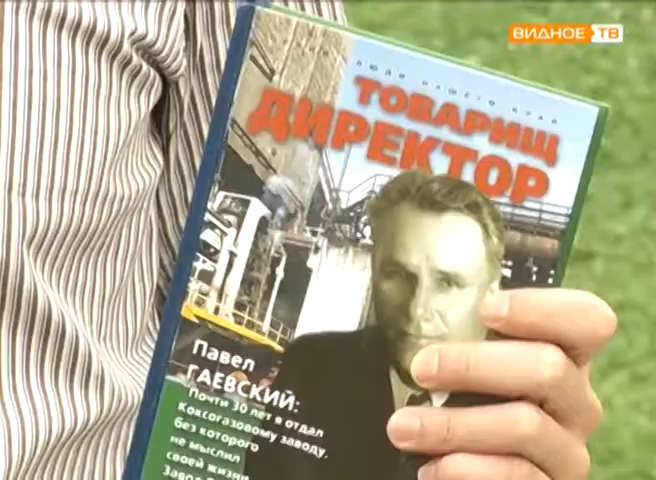 ВИДНОЕ ТВ
ЛЮДИ НАШЕГО КРАЯ
ТОВАРИЩ
ДИРЕКТОР
Павел
ГАЕВСКИЙ:
Почти 30 лет я отдал
Коксогазовому заводу,
без которого
не мыслил
своей жизни